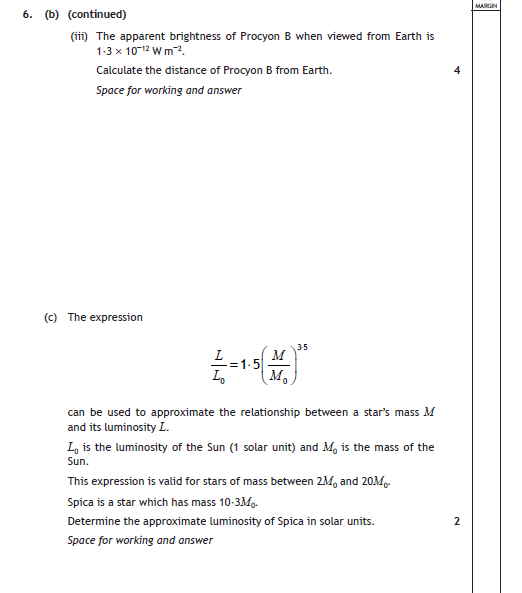 MARGIN
6. (b) (continued)
(iii) The apparent brightness of Procyon B when viewed from Earth is
1·3 × 10⁻¹² W m⁻².
Calculate the distance of Procyon B from Earth. 4
Space for working and answer
(c) The expression
L/L₀ = 1·5(M/M₀)³·⁵
can be used to approximate the relationship between a star's mass M
and its luminosity L.
L₀ is the luminosity of the Sun (1 solar unit) and M₀ is the mass of the
Sun.
This expression is valid for stars of mass between 2M₀ and 20M₀.
Spica is a star which has mass 10·3M₀.
Determine the approximate luminosity of Spica in solar units. 2
Space for working and answer